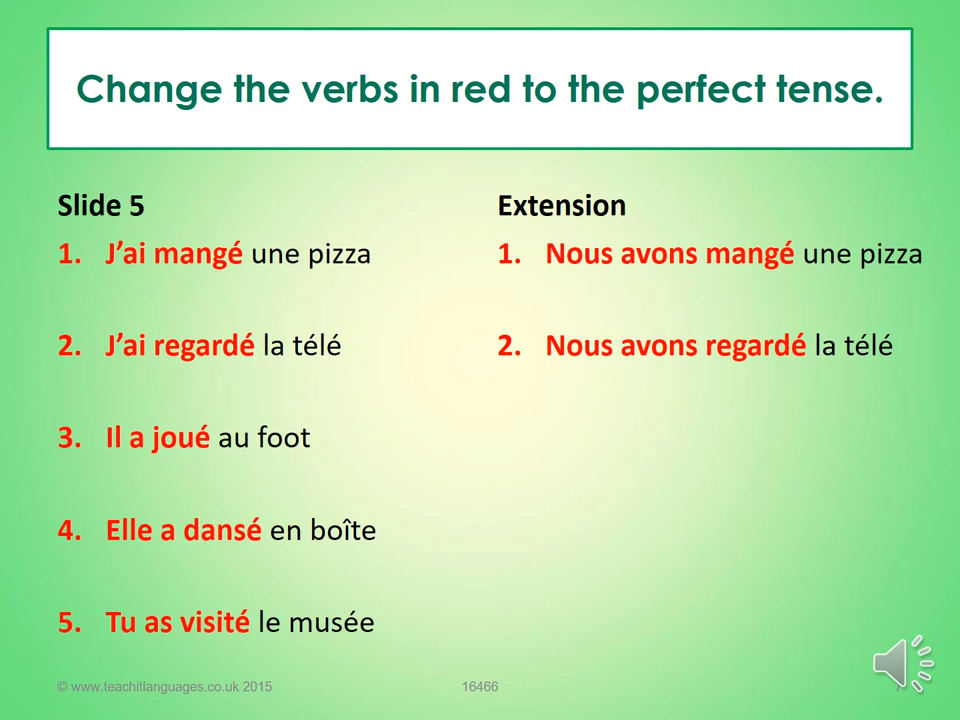 Change the verbs in red to the perfect tense.
Slide 5
1. J’ai mangé une pizza
2. J’ai regardé la télé
3. Il a joué au foot
4. Elle a dansé en boîte
5. Tu as visité le musée
Extension
1. Nous avons mangé une pizza
2. Nous avons regardé la télé
© www.teachitlanguages.co.uk 2015
16466